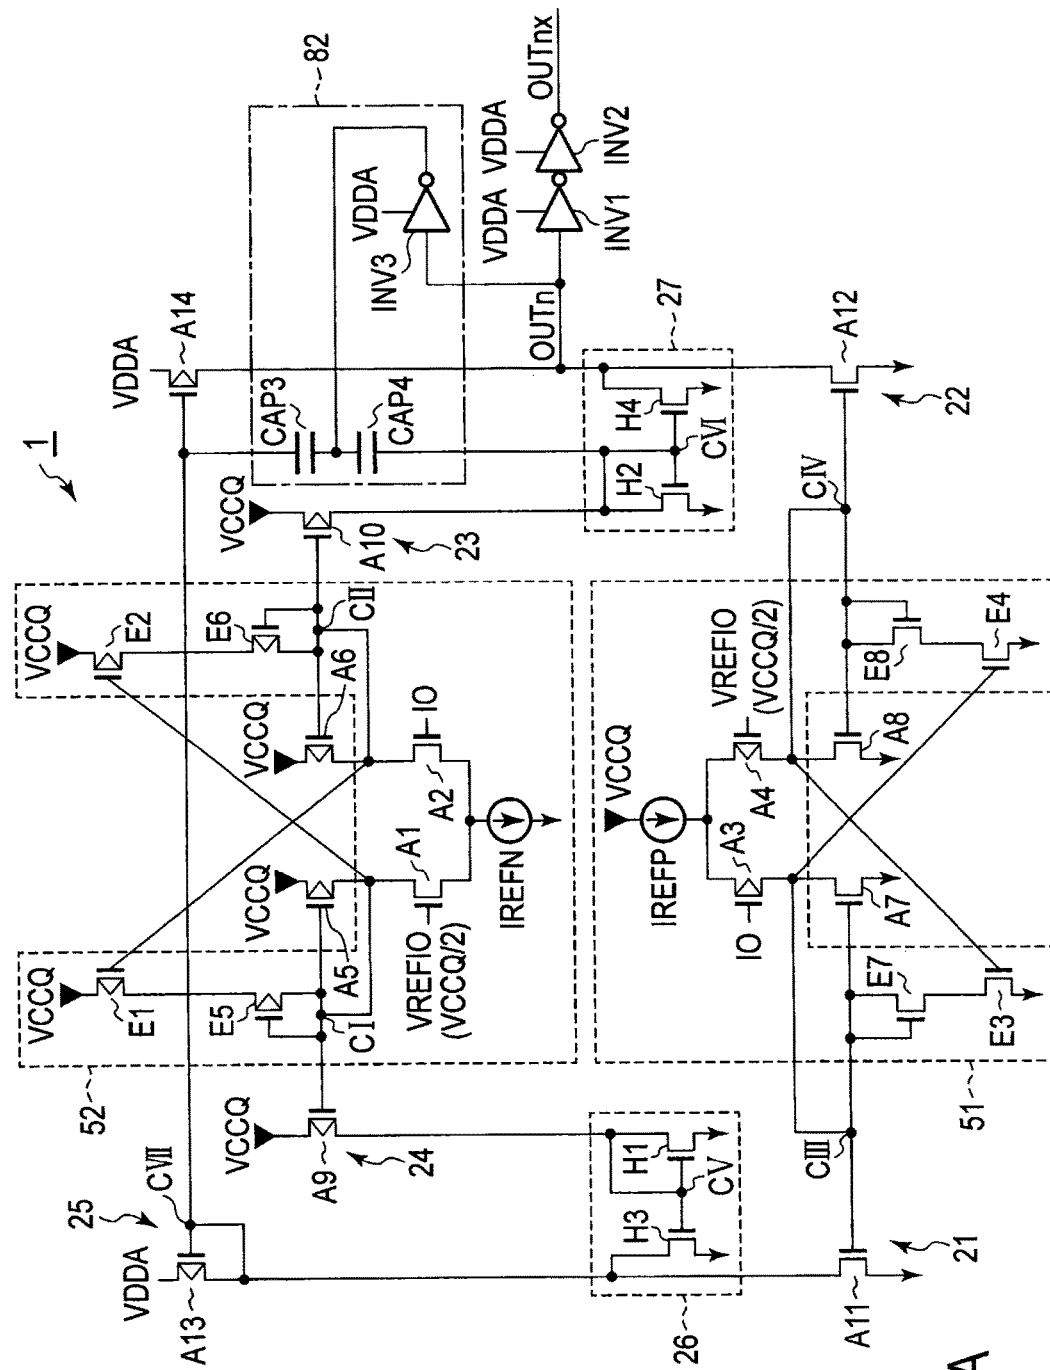 1
VDDA
25
CVII
A13
VCCQ
A9
24
52
VCCQ
E1
E5
CI
VCCQ
A5
VREFIO
(VCCQ/2)
A1
IREFN
VCCQ
A6
A2
IO
VCCQ
E2
E6
CII
VCCQ
A10
23
VDDA
A14
CAP3
CAP4
82
VDDA
INV3
VDDA
INV1
VDDA
INV2
OUTnx
OUTn
27
H2
H4
CVI
A12
22
CIV
26
H3
H1
CV
A11
21
CIII
51
VCCQ
IREFP
IO
A3
A4
VREFIO
(VCCQ/2)
A7
A8
E7
E3
E8
E4
A